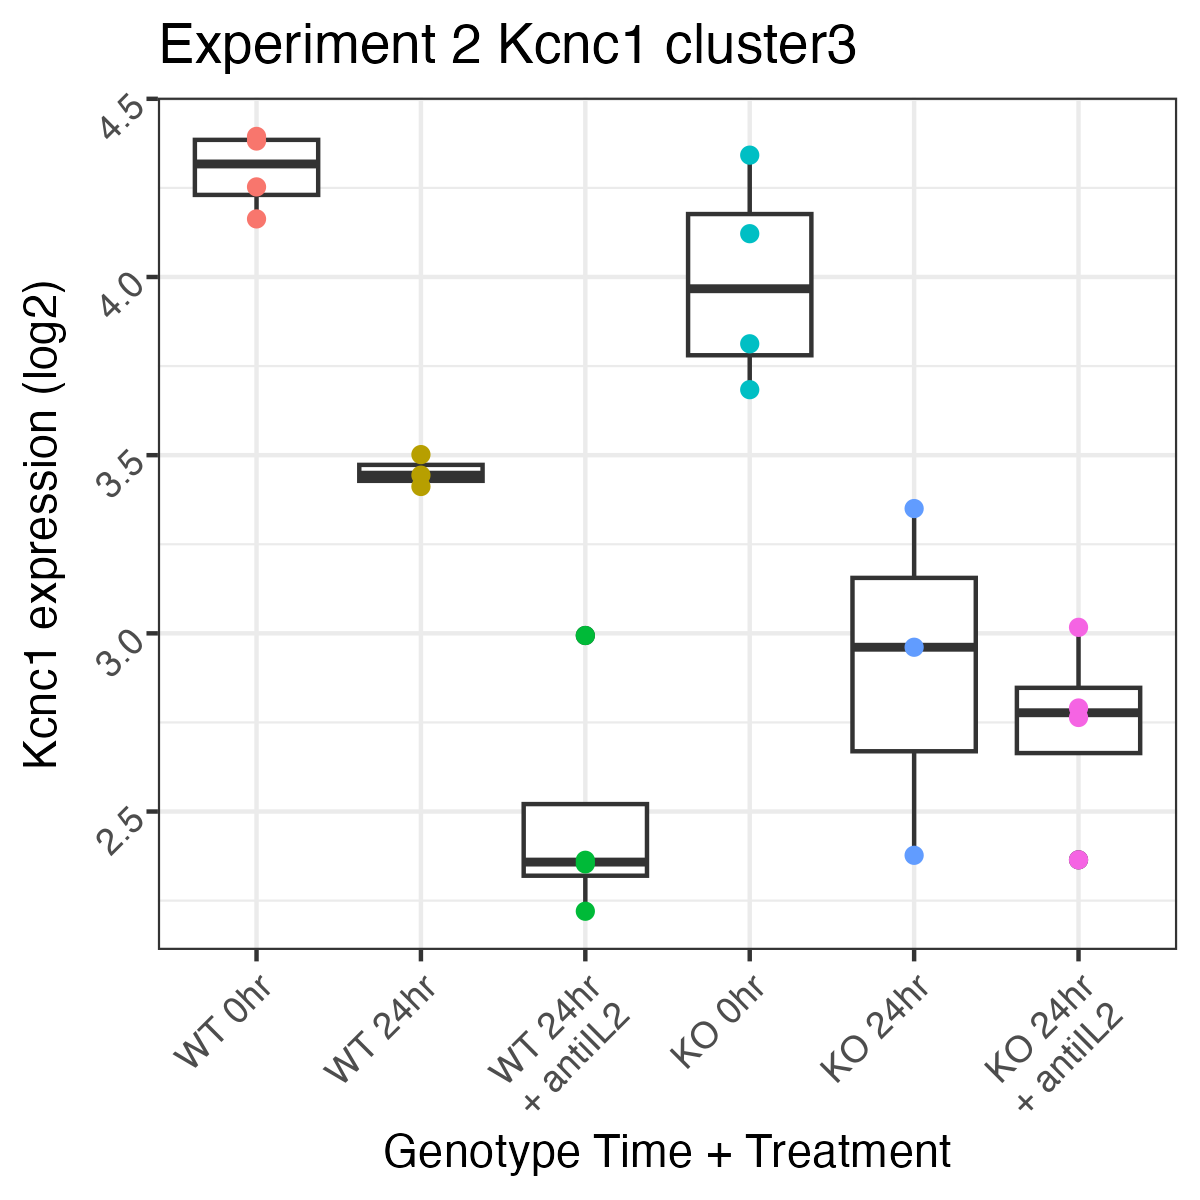 Experiment 2 Kcnc1 cluster3
Kcnc1 expression (log2)
4.5
4.0
3.5
3.0
2.5
WT 0hr
WT 24hr
WT 24hr
+ antiIL2
KO 0hr
KO 24hr
KO 24hr
+ antiIL2
Genotype Time + Treatment